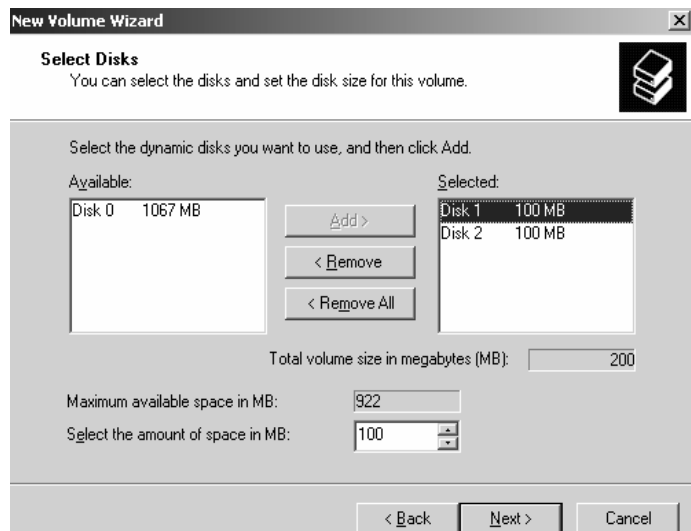 New Volume Wizard
Select Disks
You can select the disks and set the disk size for this volume.
Select the dynamic disks you want to use, and then click Add.
Available:
Selected:
Disk 0 1067 MB
Add >
Disk 1 100 MB
Disk 2 100 MB
< Remove
< Remove All
Total volume size in megabytes (MB): 200
Maximum available space in MB: 922
Select the amount of space in MB: 100
< Back Next > Cancel